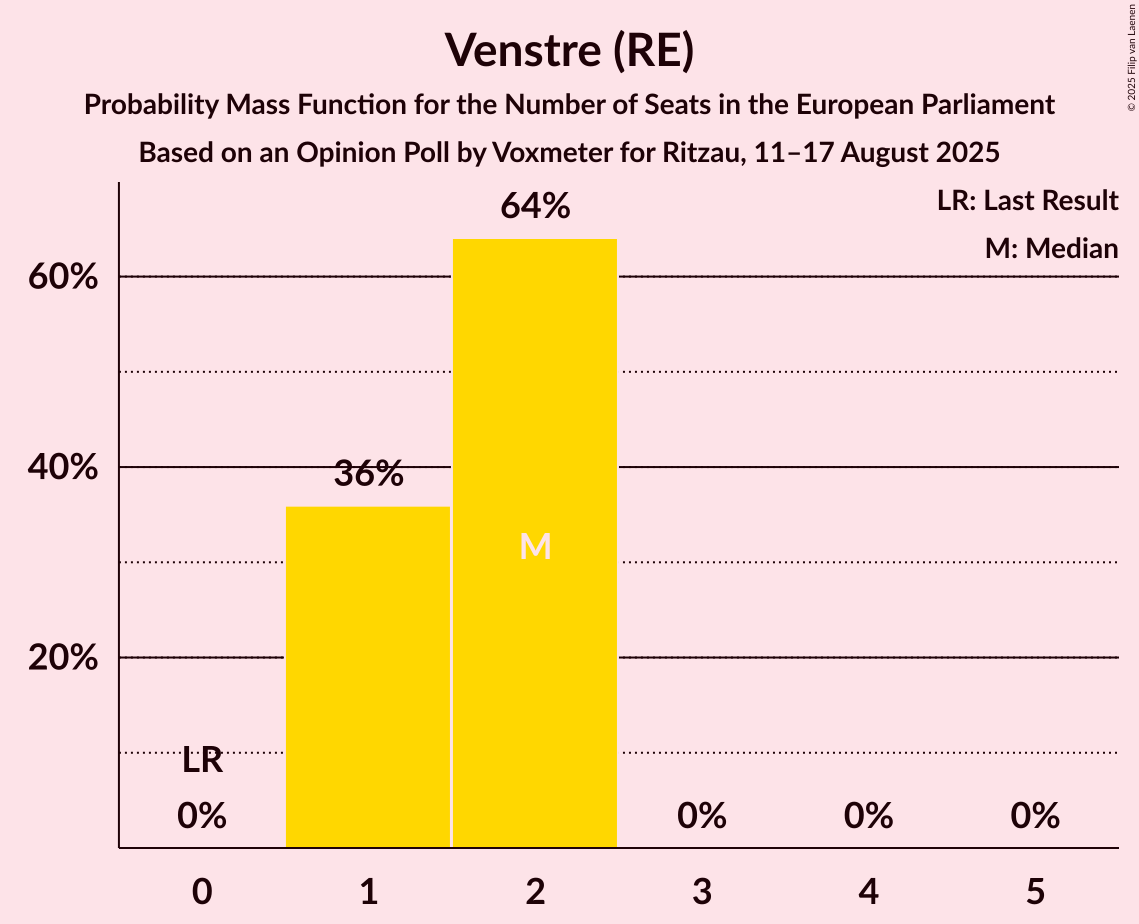 Venstre (RE)
Probability Mass Function for the Number of Seats in the European Parliament
Based on an Opinion Poll by Voxmeter for Ritzau, 11–17 August 2025
© 2025 Filip van Laenen
LR: Last Result
M: Median
64%
60%
40%
36%
M
20%
LR
0%
0%
0%
0%
0
1
2
3
4
5